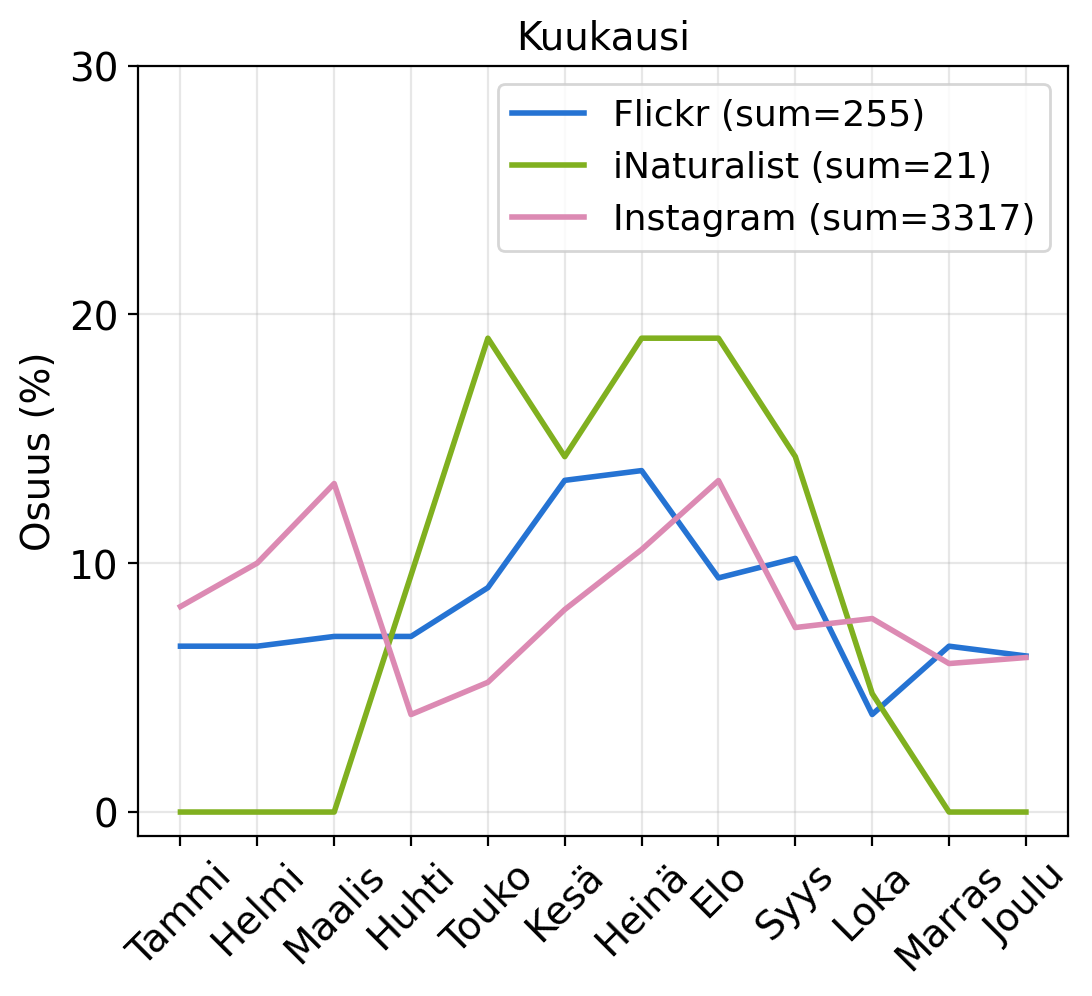 Kuukausi
30
20
10
0
Osuus (%)
Flickr (sum=255)
iNaturalist (sum=21)
Instagram (sum=3317)
Tammi
Helmi
Maalis
Huhti
Touko
Kesä
Heinä
Elo
Syys
Loka
Marras
Joulu